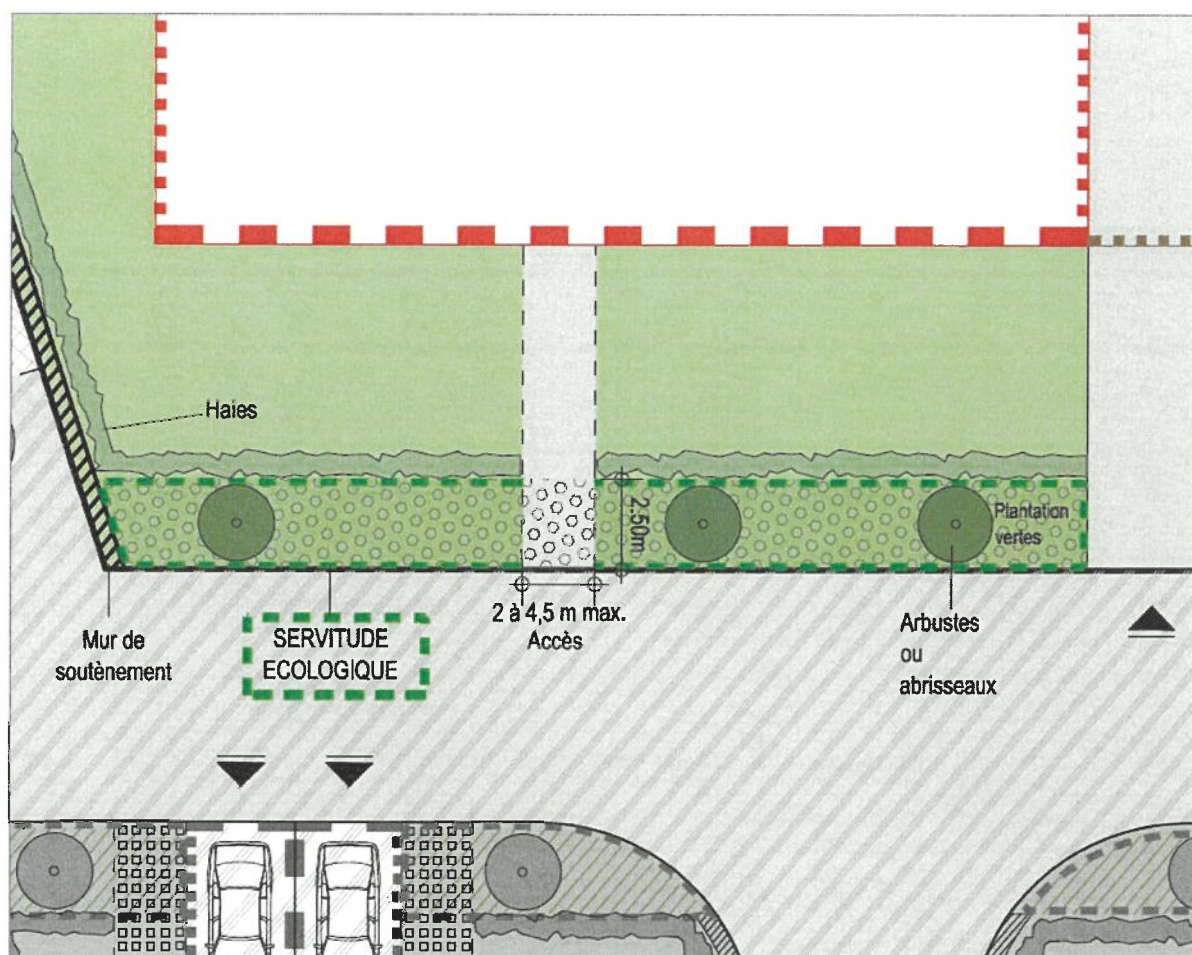 Haies
2.50m
Plantation
vertes
2 à 4,5 m max.
Accès
Mur de
soutènement
SERVITUDE
ECOLOGIQUE
Arbustes
ou
abrisseaux